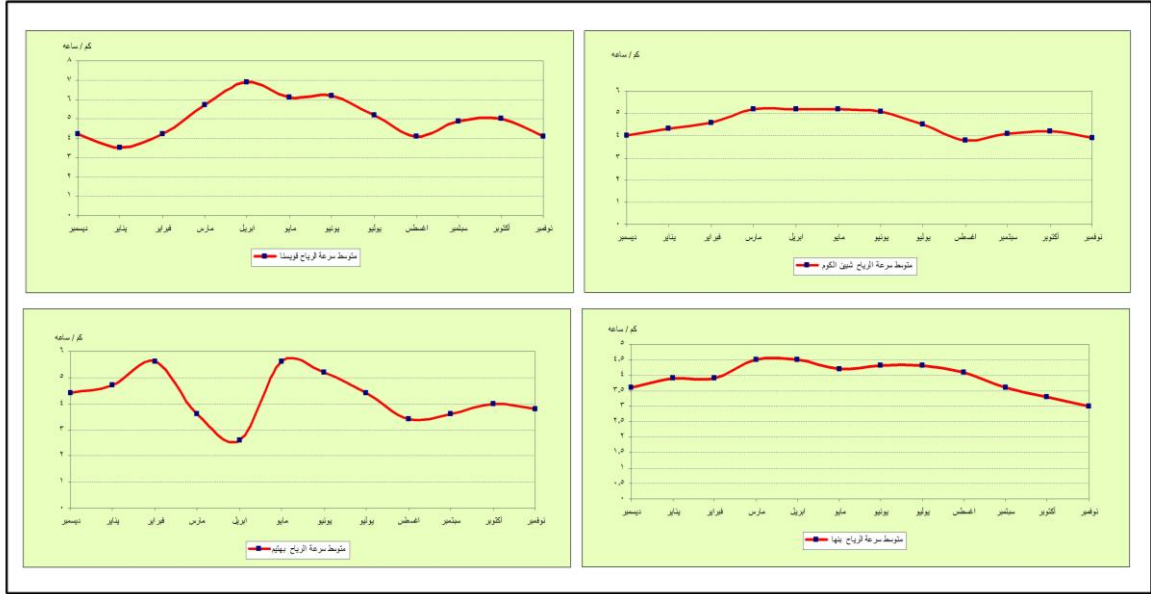 كم / ساعه
٨
٧
٦
٥
٤
٣
٢
١
٠
ديسمبر يناير فبراير مارس ابريل مايو يونيو يوليو اغسطس سبتمبر أكتوبر نوفمبر
متوسط سرعة الرياح قويسنا
كم / ساعه
٦
٥
٤
٣
٢
١
٠
ديسمبر يناير فبراير مارس ابريل مايو يونيو يوليو اغسطس سبتمبر أكتوبر نوفمبر
متوسط سرعة الرياح شبين الكوم
كم / ساعه
٦
٥
٤
٣
٢
١
٠
ديسمبر يناير فبراير مارس ابريل مايو يونيو يوليو اغسطس سبتمبر أكتوبر نوفمبر
متوسط سرعة الرياح بهتيم
كم / ساعه
٥
٤,٥
٤
٣,٥
٣
٢,٥
٢
١,٥
١
٠,٥
٠
ديسمبر يناير فبراير مارس ابريل مايو يونيو يوليو اغسطس سبتمبر أكتوبر نوفمبر
متوسط سرعة الرياح بنها